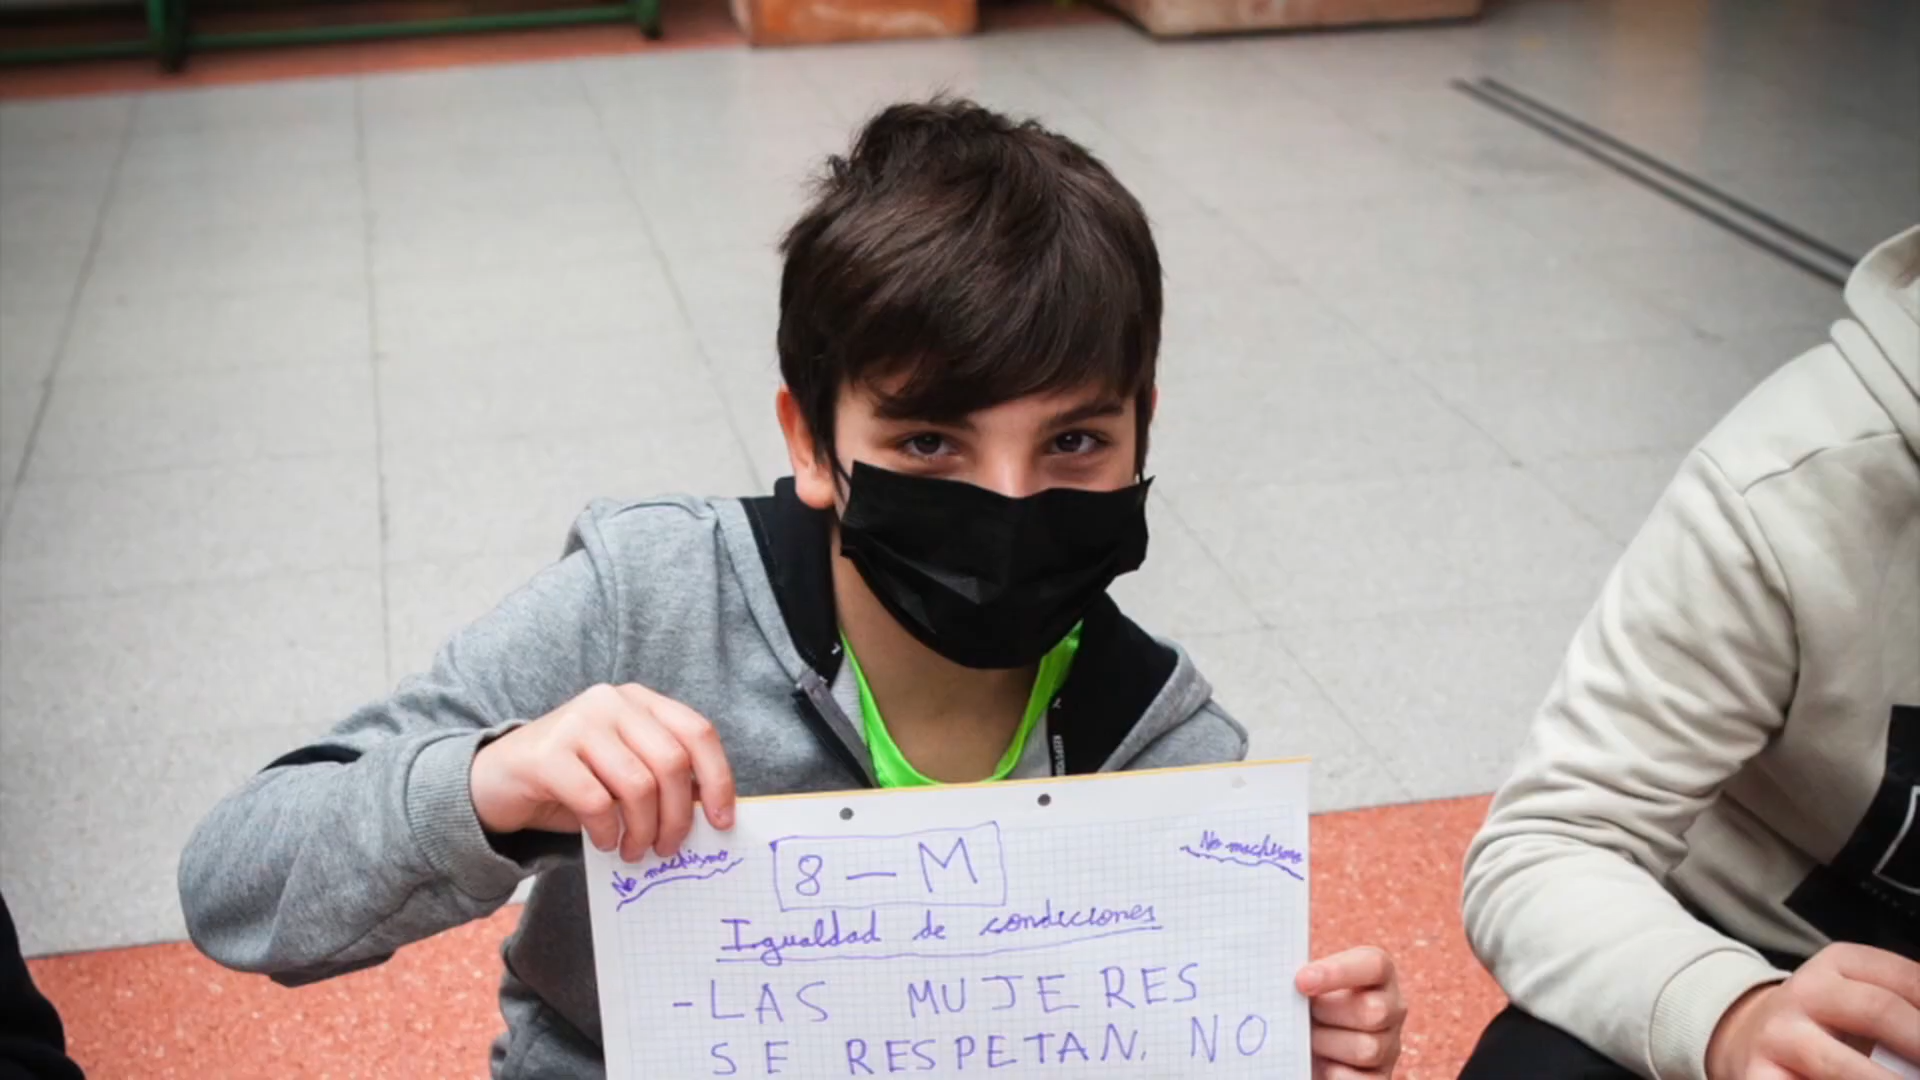 No machismo
8 - M
No machismo
Igualdad de condiciones
- LAS MUJERES
SE RESPETAN, NO